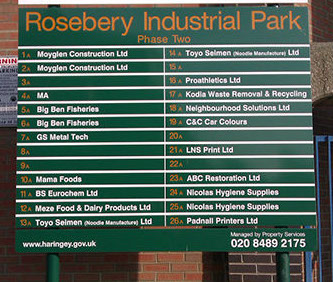 Rosebery Industrial Park
Phase Two
1A Moyglen Construction Ltd
2A Moyglen Construction Ltd
3A
4A MA
5A Big Ben Fisheries
6A Big Ben Fisheries
7A GS Metal Tech
8A
9A
10A Mama Foods
11A BS Eurochem Ltd
12A Meze Food & Dairy Products Ltd
13A Toyo Seimen (Noodle Manufacture) Ltd
14A Toyo Seimen (Noodle Manufacture) Ltd
15A
16A Proathletics Ltd
17A Kodia Waste Removal & Recycling
18A Neighbourhood Solutions Ltd
19A C&C Car Colours
20A
21A LNS Print Ltd
22A
23A ABC Restoration Ltd
24A Nicolas Hygiene Supplies
25A Nicolas Hygiene Supplies
26A Padnall Printers Ltd
www.haringey.gov.uk
Managed by Property Services
020 8489 2175